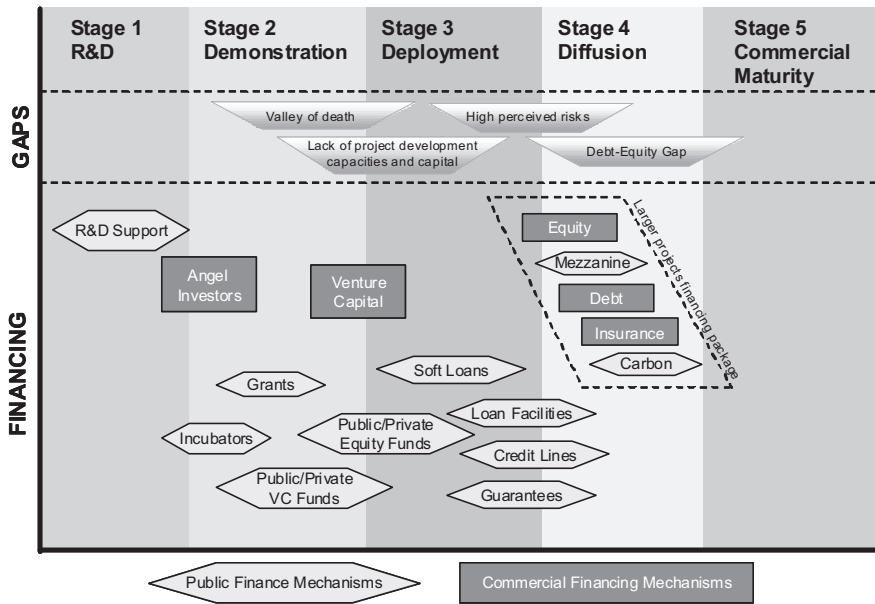 Stage 1
R&D
Stage 2
Demonstration
Stage 3
Deployment
Stage 4
Diffusion
Stage 5
Commercial
Maturity
GAPS
Valley of death
High perceived risks
Lack of project development
capacities and capital
Debt-Equity Gap
FINANCING
R&D Support
Angel
Investors
Venture
Capital
Equity
Mezzanine
Debt
Insurance
Carbon
Larger projects financing package
Soft Loans
Grants
Loan Facilities
Public/Private
Equity Funds
Incubators
Credit Lines
Public/Private
VC Funds
Guarantees
Public Finance Mechanisms
Commercial Financing Mechanisms